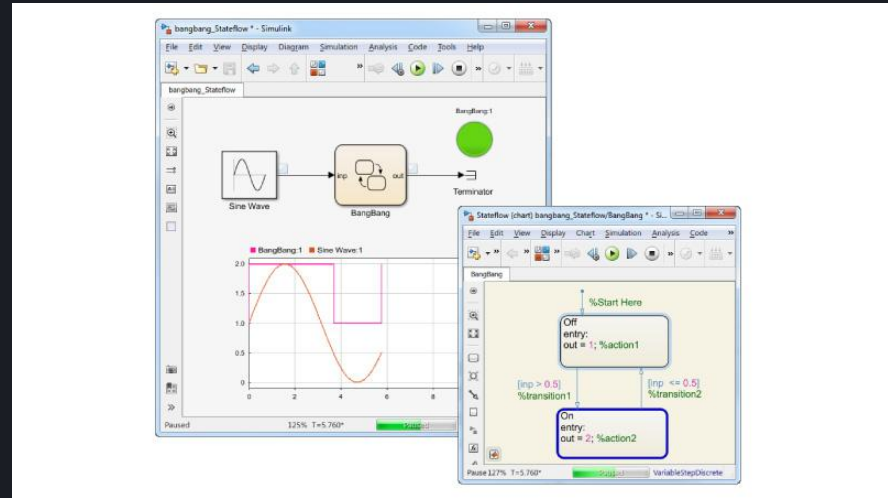 bangbang_Stateflow * - Simulink
File Edit View Display Diagram Simulation Analysis Code Tools Help
bangbang_Stateflow
BangBang:1
inp out
Sine Wave
BangBang
Terminator
BangBang:1 Sine Wave:1
2.0
1.5
1.0
0.5
0
0 2 4 6 8
Paused 125% T=5.760*
Stateflow (chart) bangbang_Stateflow/BangBang * - Si...
File Edit View Display Chart Simulation Analysis Code
BangBang
%Start Here
Off
entry:
out = 1; %action1
[inp > 0.5]
%transition1
[inp <= 0.5]
%transition2
On
entry:
out = 2; %action2
Pause 127% T=5.760* VariableStepDiscrete